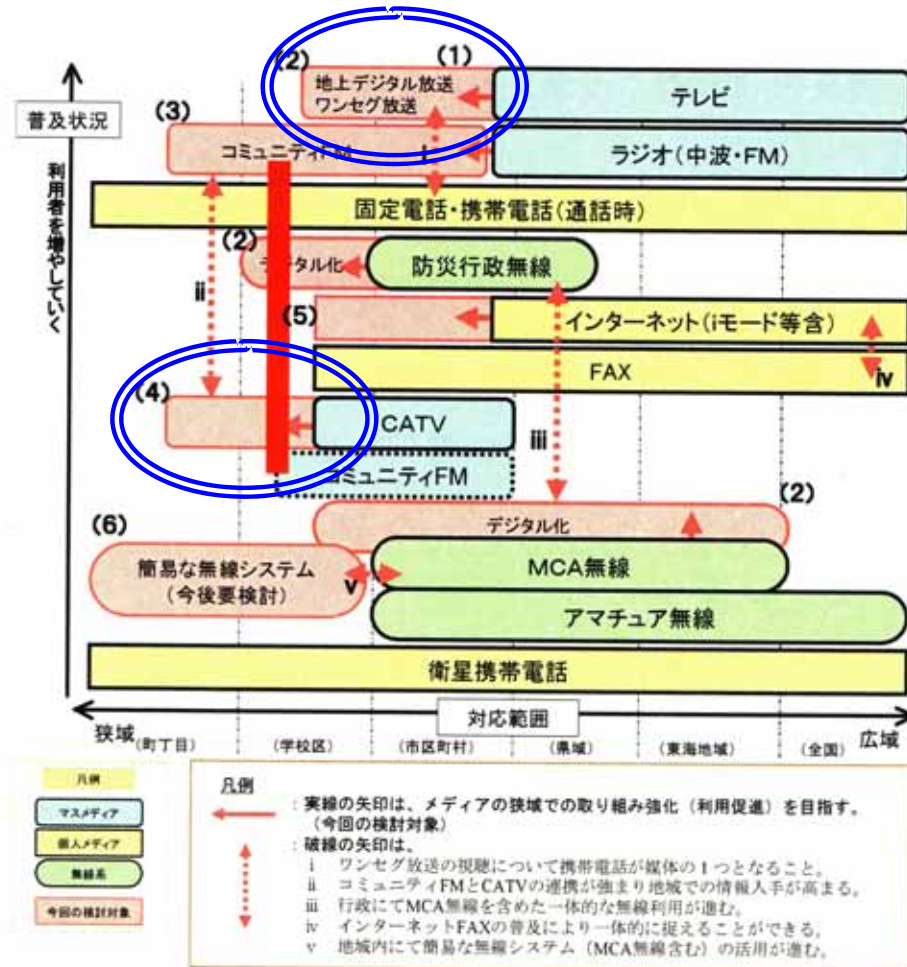 (2)
(1)
地上デジタル放送
ワンセグ放送
テレビ
普及状況
(3)
コミュニティFM
ラジオ(中波・FM)
利用者を増やしていく
固定電話・携帯電話(通話時)
(2)
デジタル化
防災行政無線
ii
(5)
インターネット(iモード等含)
FAX
iv
(4)
CATV
iii
コミュニティFM
(2)
デジタル化
(6)
簡易な無線システム
(今後要検討)
v
MCA無線
アマチュア無線
衛星携帯電話
対応範囲
狭域
(町丁目)
(学校区)
(市区町村)
(県域)
(東海地域)
(全国)
広域
凡例
マスメディア
個人メディア
無線系
今回の検討対象
凡例
:実線の矢印は、メディアの狭域での取り組み強化(利用促進)を目指す。
(今回の検討対象)
:破線の矢印は、
i ワンセグ放送の視聴について携帯電話が媒体の1つとなること。
ii コミュニティFMとCATVの連携が強まり地域での情報入手が高まる。
iii 行政にてMCA無線を含めた一体的な無線利用が進む。
iv インターネットFAXの普及により一体的に捉えることができる。
v 地域内にて簡易な無線システム(MCA無線含む)の活用が進む。